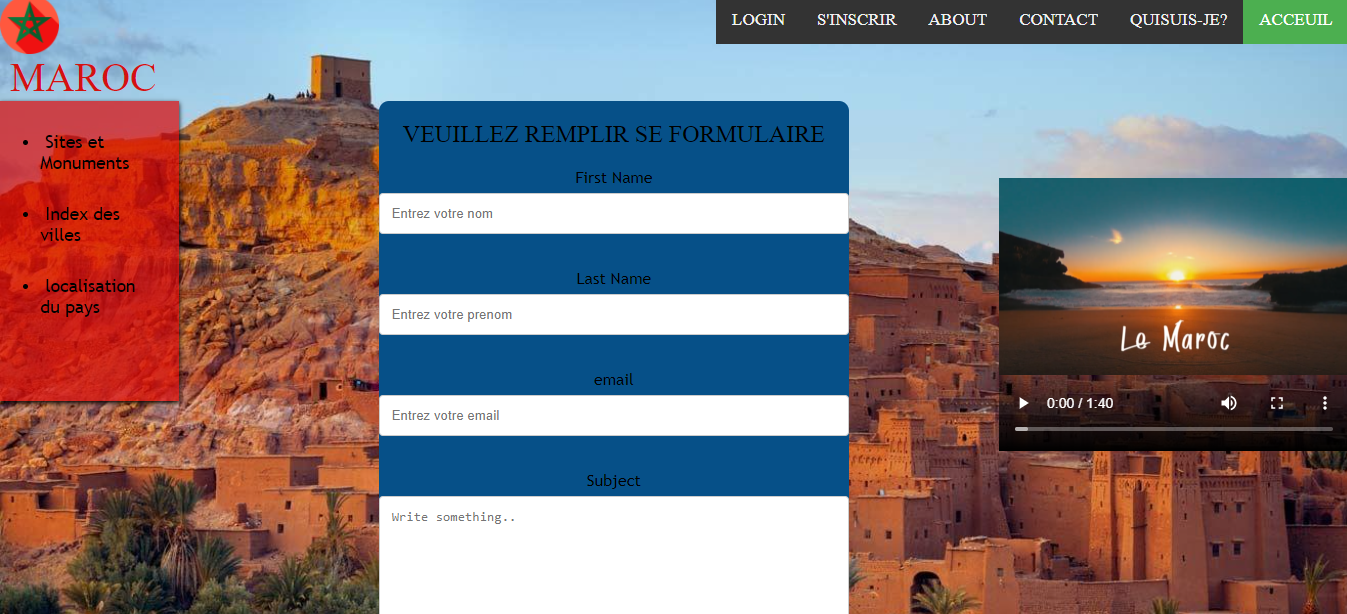 LOGIN S'INSCRIR ABOUT CONTACT QUISUIS-JE? ACCEUIL
MAROC
Sites et
Monuments
Index des
villes
localisation
du pays
VEUILLEZ REMPLIR SE FORMULAIRE
First Name
Entrez votre nom
Last Name
Entrez votre prenom
email
Entrez votre email
Subject
Write something..
Le Maroc
0:00 / 1:40